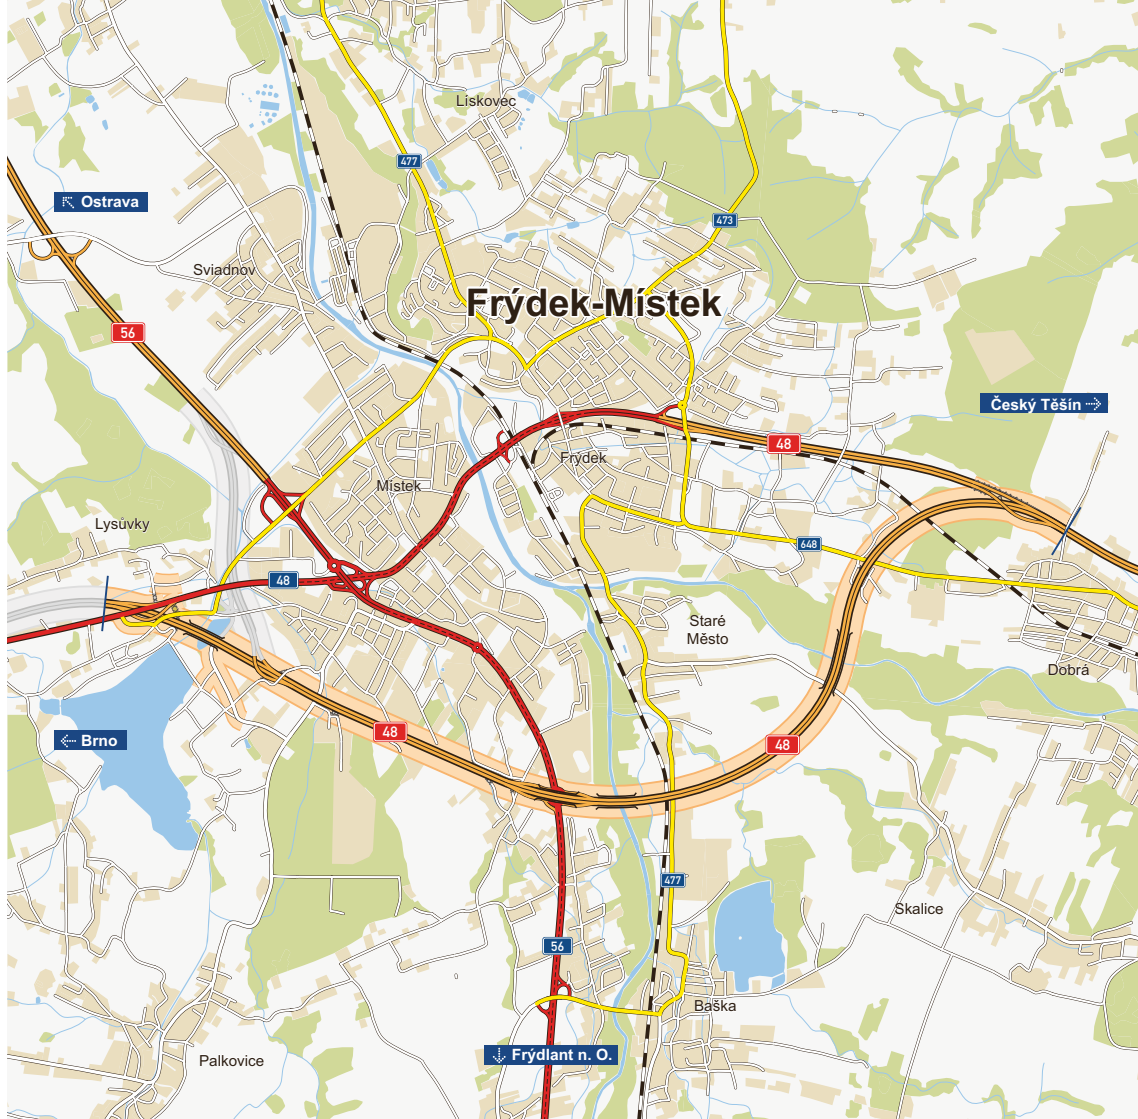 Lískovec
477
Ostrava
473
Sviadnov
Frýdek-Místek
56
Český Těšín
48
Frýdek
Místek
Lysůvky
648
48
Staré
Město
Dobrá
48
Brno
48
477
Skalice
56
Baška
Frýdlant n. O.
Palkovice